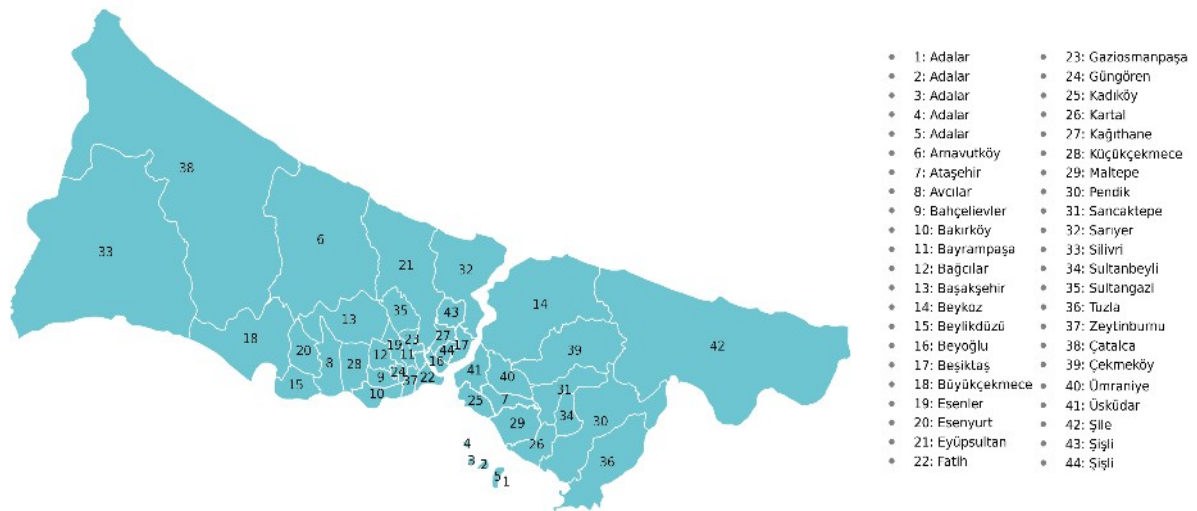 38
33
6
21
32
14
42
18
13
35
43
20
8
28
12
19
23
11
27
44
17
16
15
9
24
37
22
10
39
41
40
31
25
7
29
34
30
26
36
4
3
2
5
1
1: Adalar
2: Adalar
3: Adalar
4: Adalar
5: Adalar
6: Arnavutköy
7: Ataşehir
8: Avcılar
9: Bahçelievler
10: Bakırköy
11: Bayrampaşa
12: Bağcılar
13: Başakşehir
14: Beykoz
15: Beylikdüzü
16: Beyoğlu
17: Beşiktaş
18: Büyükçekmece
19: Esenler
20: Esenyurt
21: Eyüpsultan
22: Fatih
23: Gaziosmanpaşa
24: Güngören
25: Kadıköy
26: Kartal
27: Kağıthane
28: Küçükçekmece
29: Maltepe
30: Pendik
31: Sancaktepe
32: Sarıyer
33: Silivri
34: Sultanbeyli
35: Sultangazi
36: Tuzla
37: Zeytinburnu
38: Çatalca
39: Çekmeköy
40: Ümraniye
41: Üsküdar
42: Şile
43: Şişli
44: Şişli